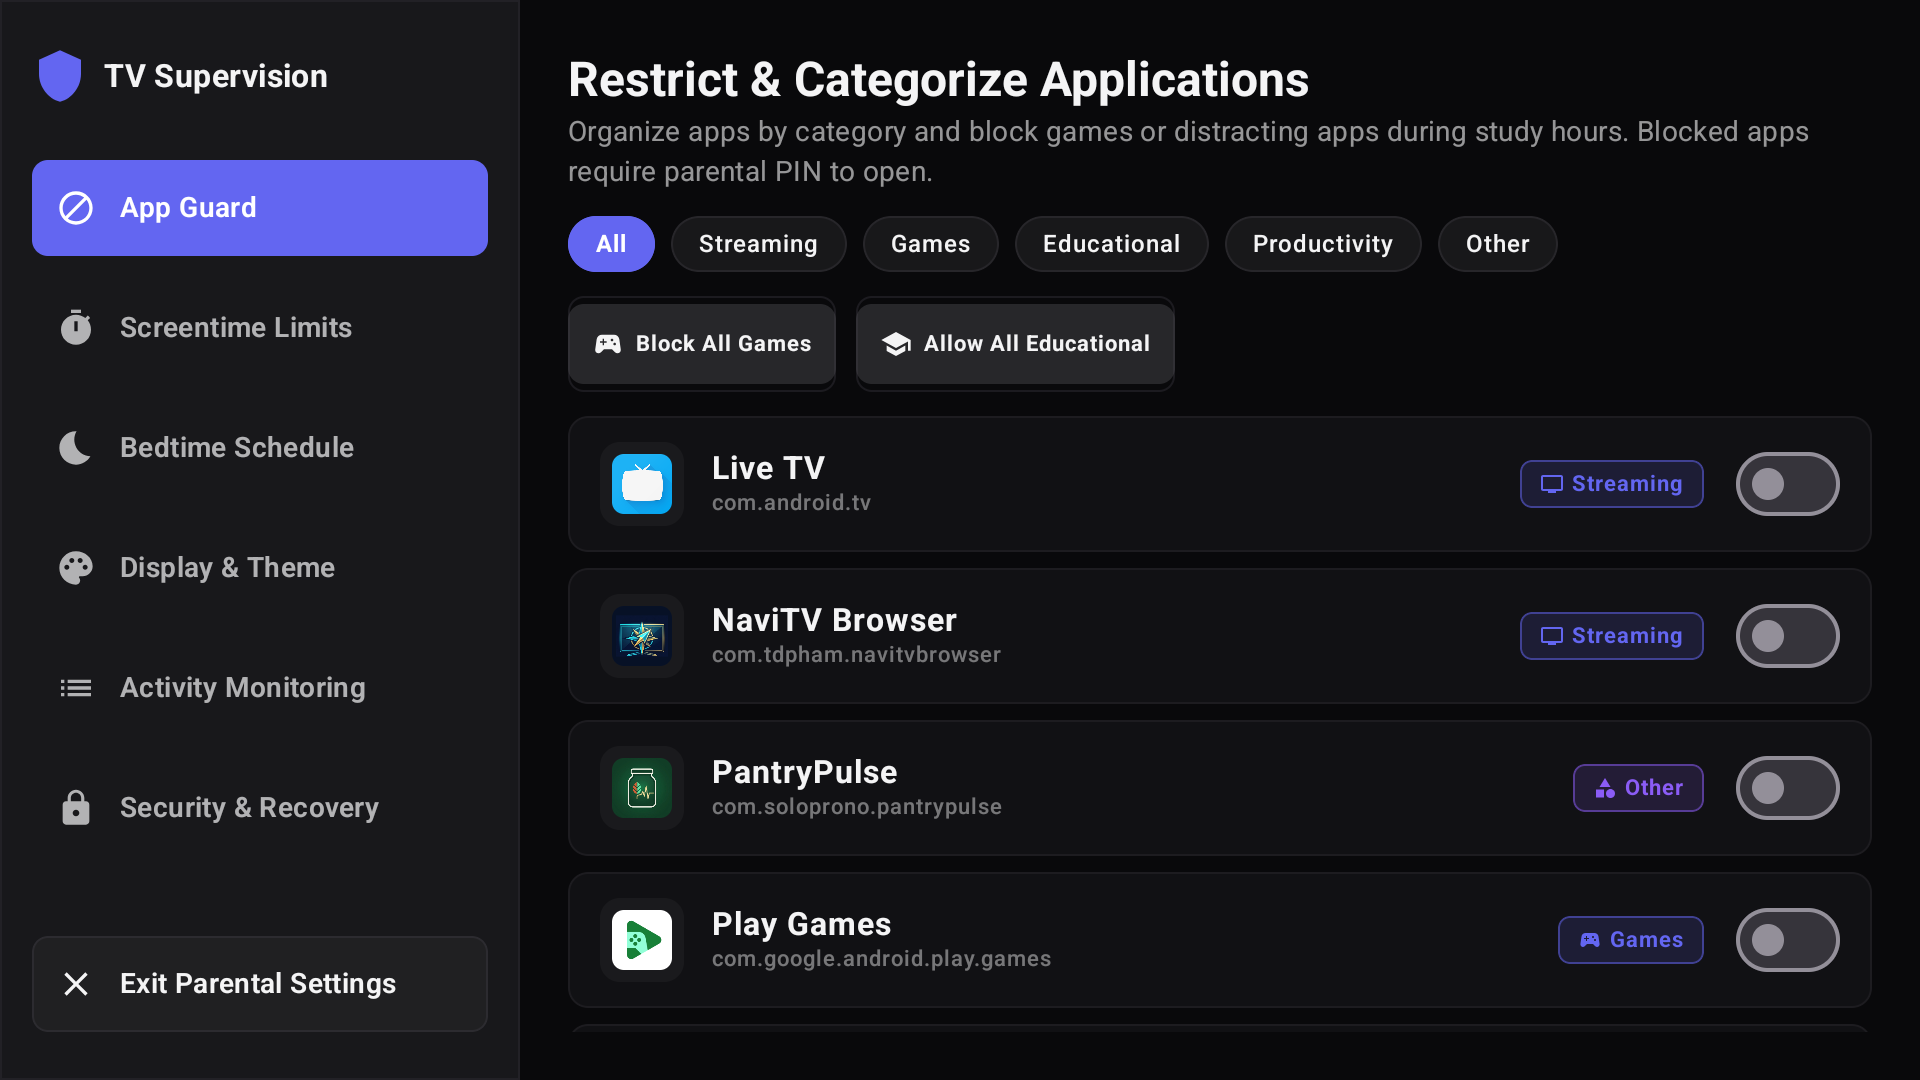 TV Supervision
App Guard
Screentime Limits
Bedtime Schedule
Display & Theme
Activity Monitoring
Security & Recovery
Exit Parental Settings
Restrict & Categorize Applications
Organize apps by category and block games or distracting apps during study hours. Blocked apps
require parental PIN to open.
All
Streaming
Games
Educational
Productivity
Other
Block All Games
Allow All Educational
Live TV
com.android.tv
Streaming
NaviTV Browser
com.tdpham.navitvbrowser
Streaming
PantryPulse
com.soloprono.pantrypulse
Other
Play Games
com.google.android.play.games
Games